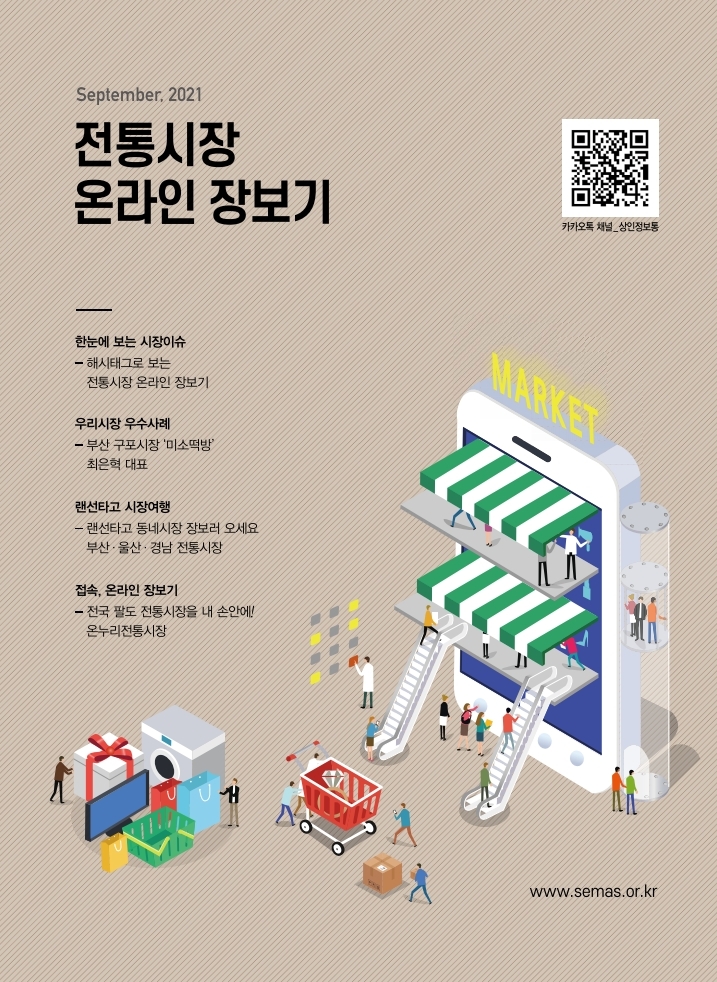 September, 2021
전통시장
온라인 장보기
카카오톡 채널_상인정보통
한눈에 보는 시장이슈
– 해시태그로 보는
전통시장 온라인 장보기
우리시장 우수사례
– 부산 구포시장 ‘미소떡방’
최은혁 대표
랜선타고 시장여행
– 랜선타고 동네시장 장보러 오세요
부산 · 울산 · 경남 전통시장
접속, 온라인 장보기
– 전국 팔도 전통시장을 내 손안에!
온누리전통시장
MARKET
www.semas.or.kr